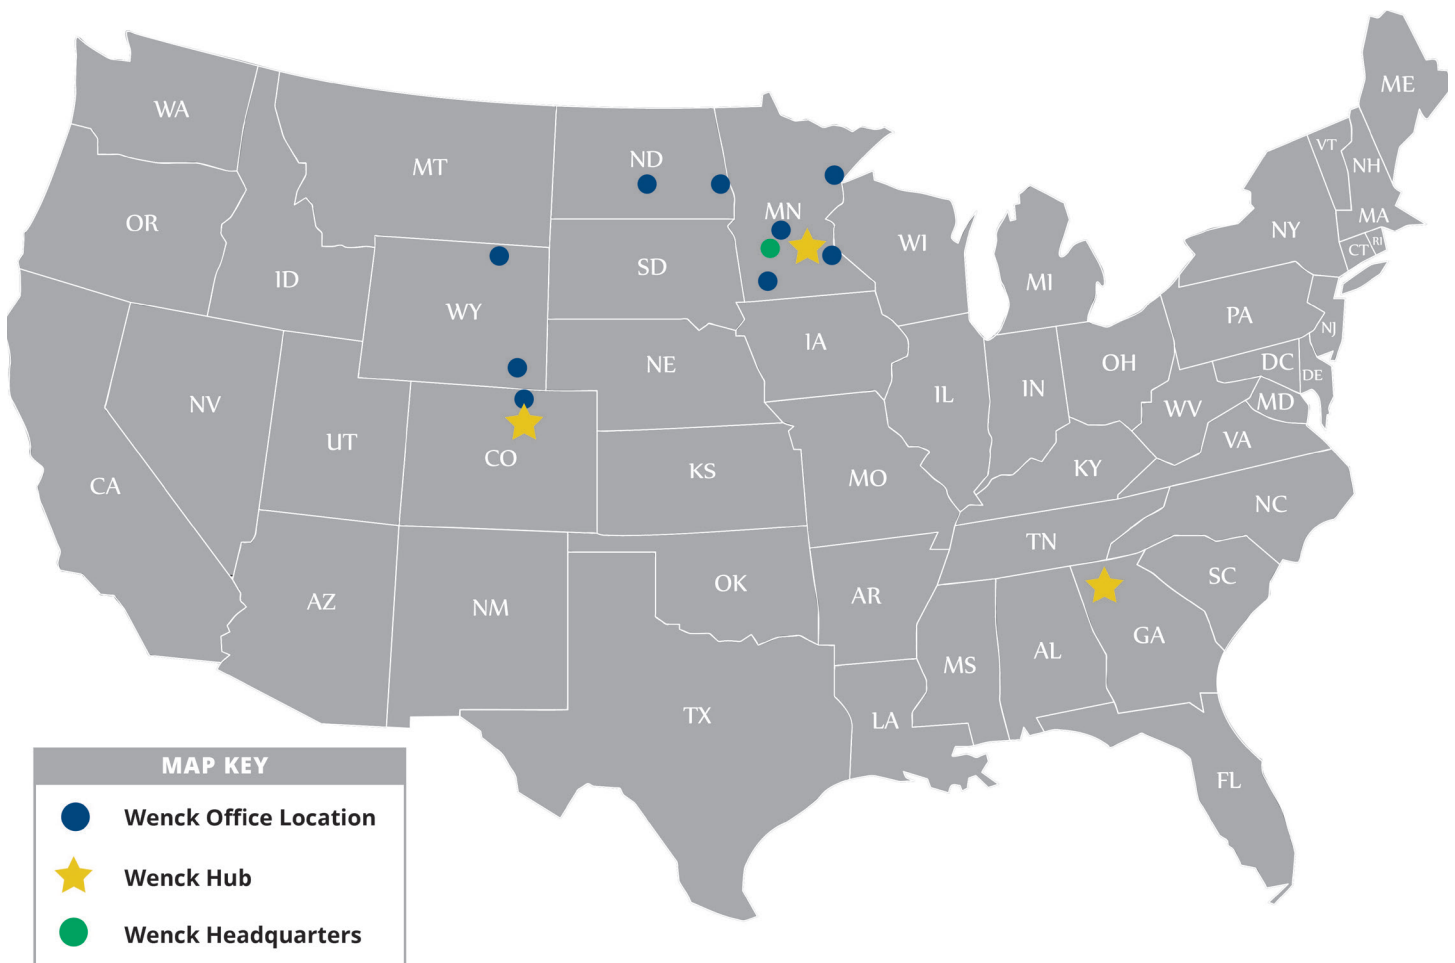 WA
MT
ND
MN
OR
ID
WY
SD
WI
MI
ME
VT
NH
NY
MA
CT
RI
PA
NJ
NV
UT
CO
NE
IA
IL
IN
OH
DC
DE
MD
WV
VA
CA
KS
MO
KY
NC
TN
AZ
NM
OK
AR
SC
MS
AL
GA
TX
LA
FL
MAP KEY
Wenck Office Location
Wenck Hub
Wenck Headquarters